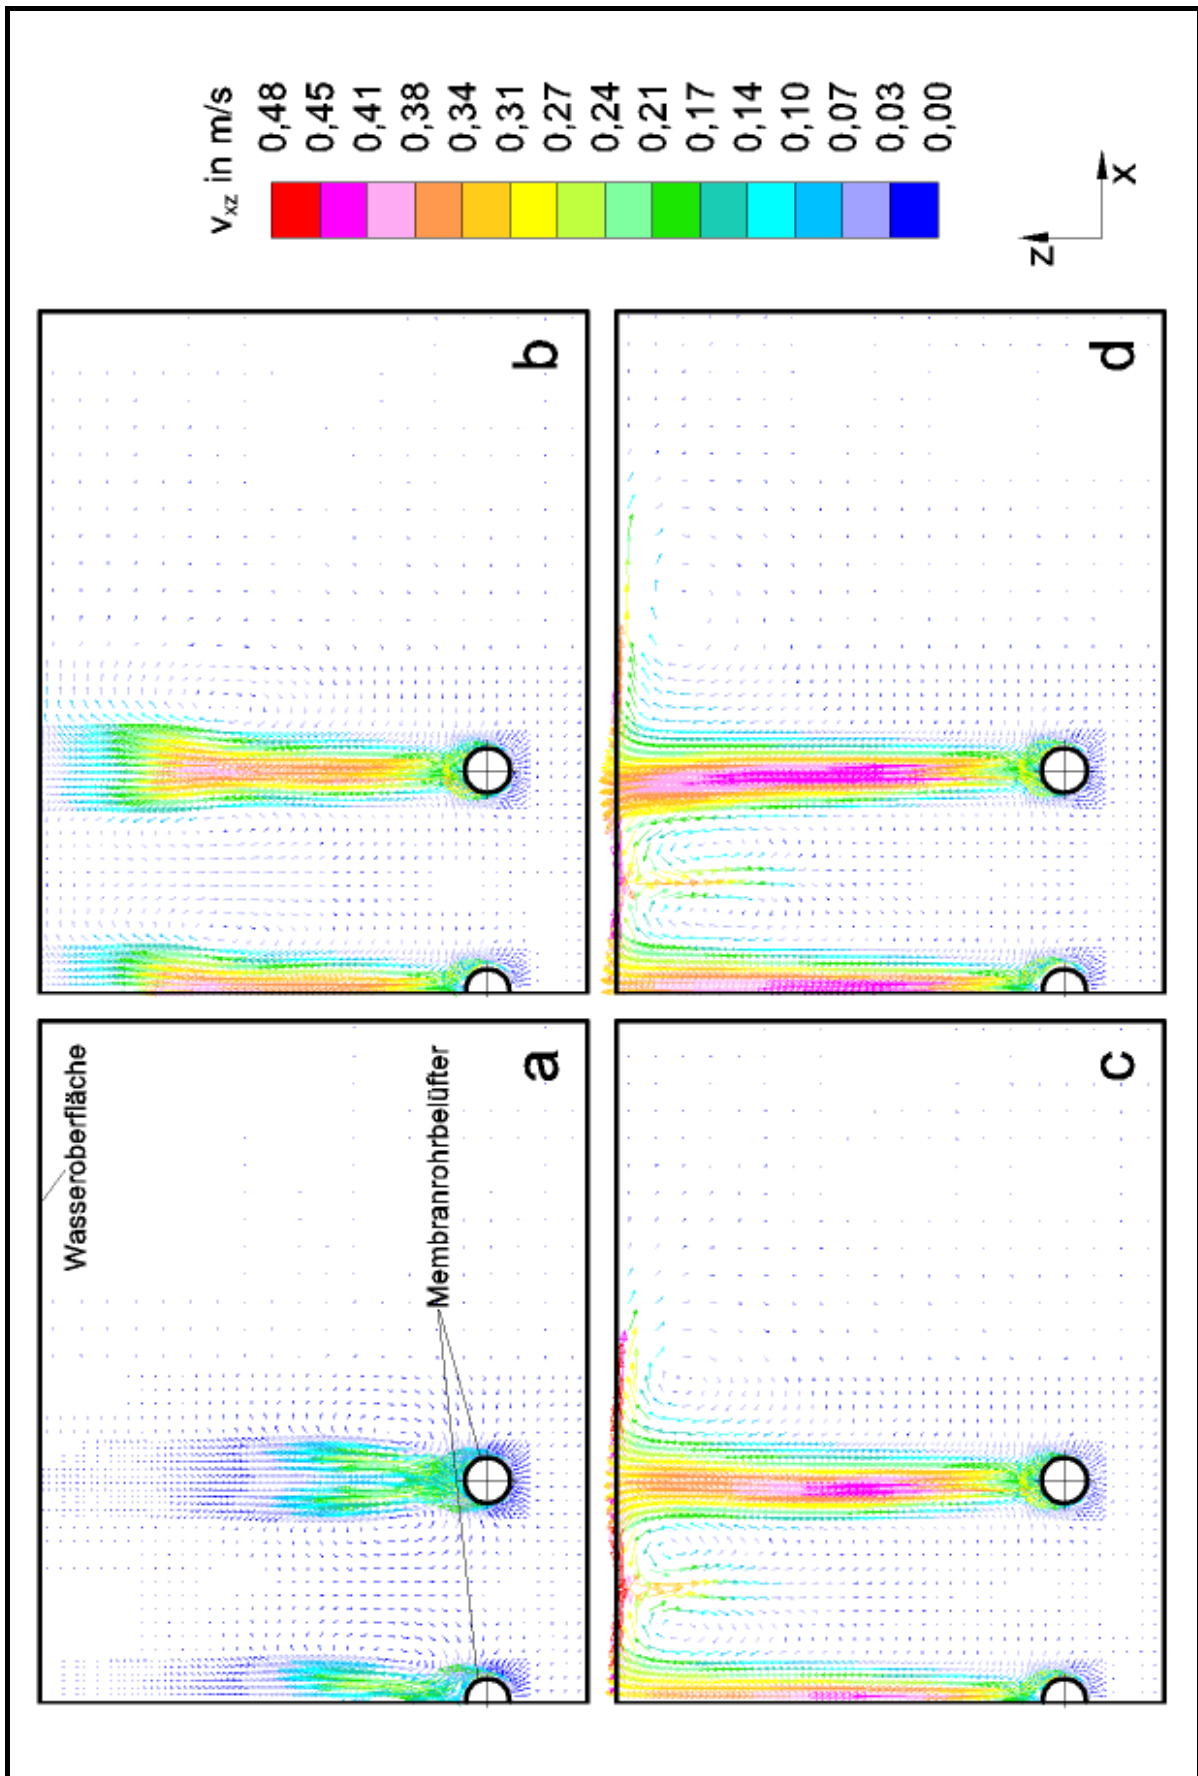 v_xz in m/s
0,48
0,45
0,41
0,38
0,34
0,31
0,27
0,24
0,21
0,17
0,14
0,10
0,07
0,03
0,00
z
x
b
d
Wasseroberfläche
Membranrohrbelüfter
a
c